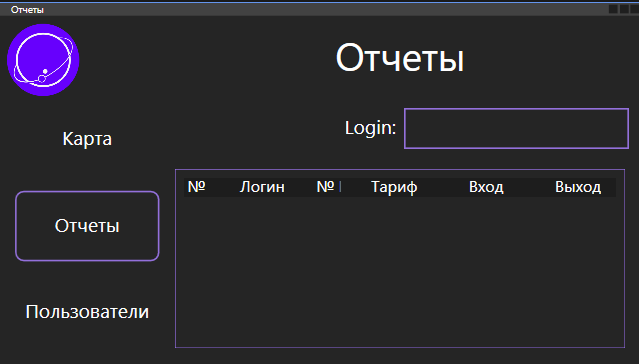 Отчеты
Отчеты
Login:
Карта
№ Логин № Тариф Вход Выход
Отчеты
Пользователи